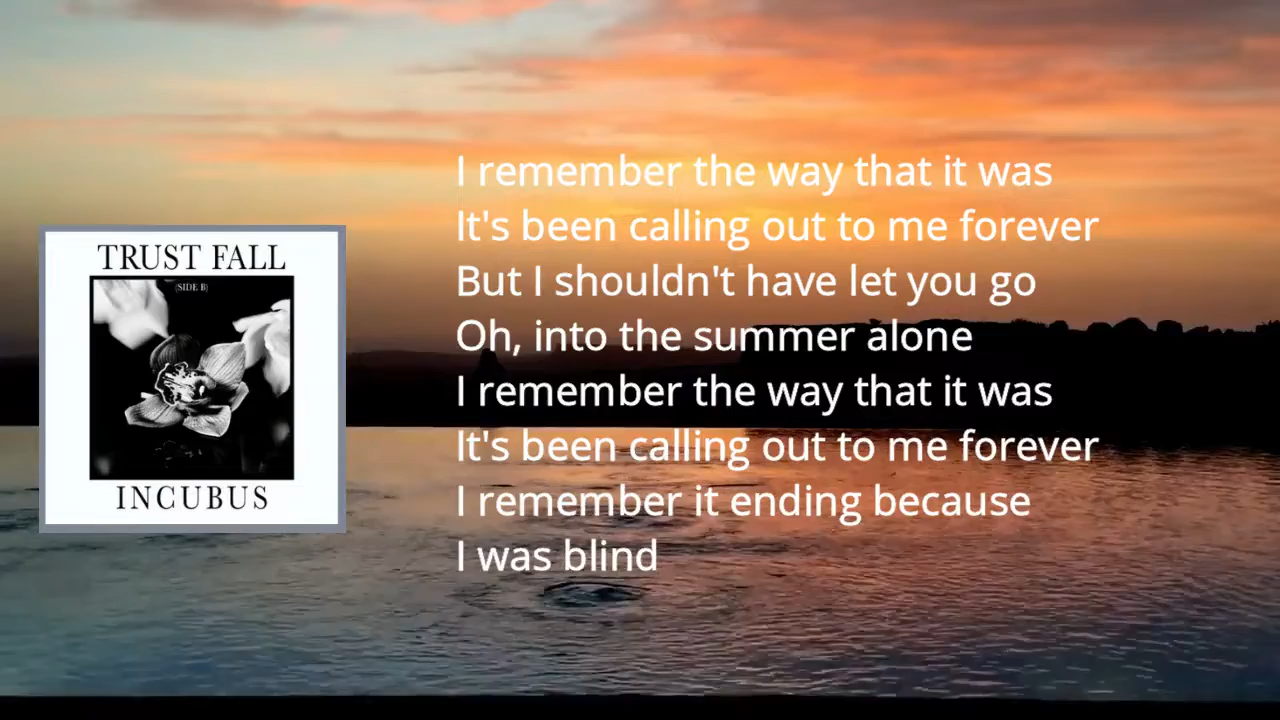 TRUST FALL
(SIDE B)
INCUBUS
I remember the way that it was
It's been calling out to me forever
But I shouldn't have let you go
Oh, into the summer alone
I remember the way that it was
It's been calling out to me forever
I remember it ending because
I was blind